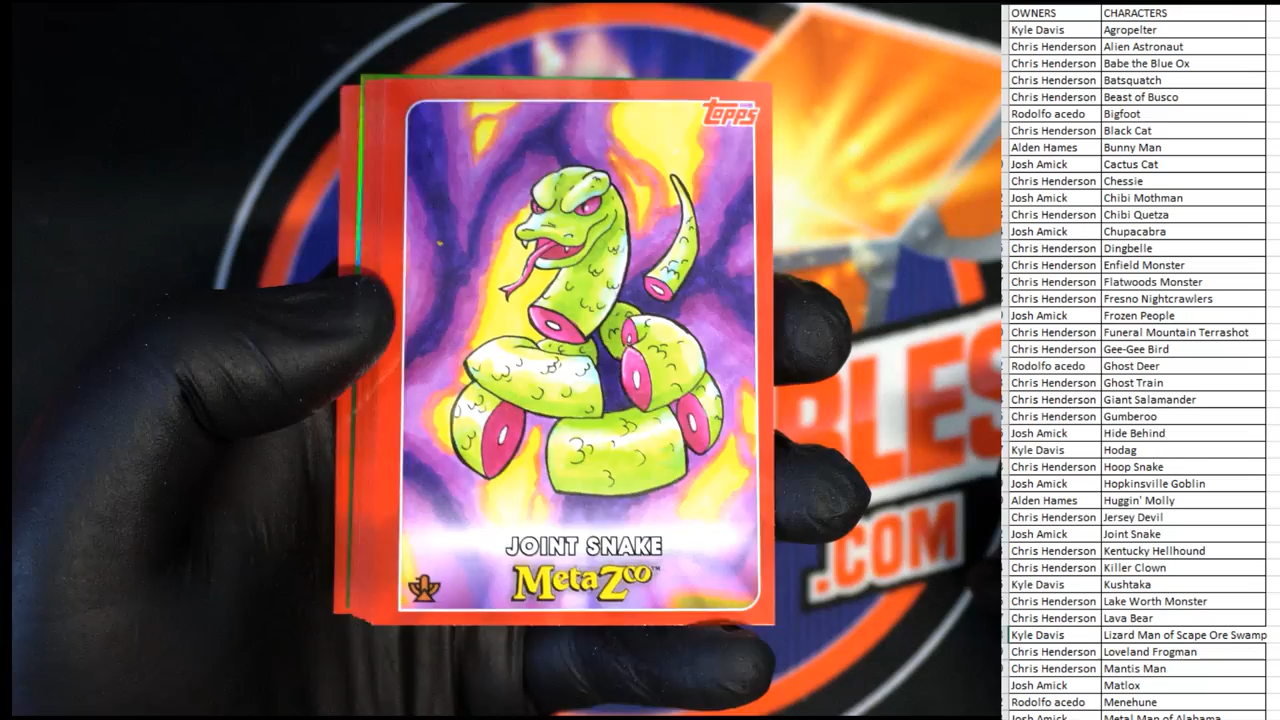 topps
JOINT SNAKE
MetaZoo™
BLES
.COM
OWNERS CHARACTERS
Kyle Davis Agropelter
Chris Henderson Alien Astronaut
Chris Henderson Babe the Blue Ox
Chris Henderson Batsquatch
Chris Henderson Beast of Busco
Rodolfo acedo Bigfoot
Chris Henderson Black Cat
Alden Hames Bunny Man
Josh Amick Cactus Cat
Chris Henderson Chessie
Josh Amick Chibi Mothman
Chris Henderson Chibi Quetza
Josh Amick Chupacabra
Chris Henderson Dingbelle
Chris Henderson Enfield Monster
Chris Henderson Flatwoods Monster
Chris Henderson Fresno Nightcrawlers
Josh Amick Frozen People
Chris Henderson Funeral Mountain Terrashot
Chris Henderson Gee-Gee Bird
Rodolfo acedo Ghost Deer
Chris Henderson Ghost Train
Chris Henderson Giant Salamander
Chris Henderson Gumberoo
Josh Amick Hide Behind
Kyle Davis Hodag
Chris Henderson Hoop Snake
Josh Amick Hopkinsville Goblin
Alden Hames Huggin' Molly
Chris Henderson Jersey Devil
Josh Amick Joint Snake
Chris Henderson Kentucky Hellhound
Chris Henderson Killer Clown
Kyle Davis Kushtaka
Chris Henderson Lake Worth Monster
Chris Henderson Lava Bear
Kyle Davis Lizard Man of Scape Ore Swamp
Chris Henderson Loveland Frogman
Chris Henderson Mantis Man
Josh Amick Matlox
Rodolfo acedo Menehune
Josh Amick Metal Man of Alabama